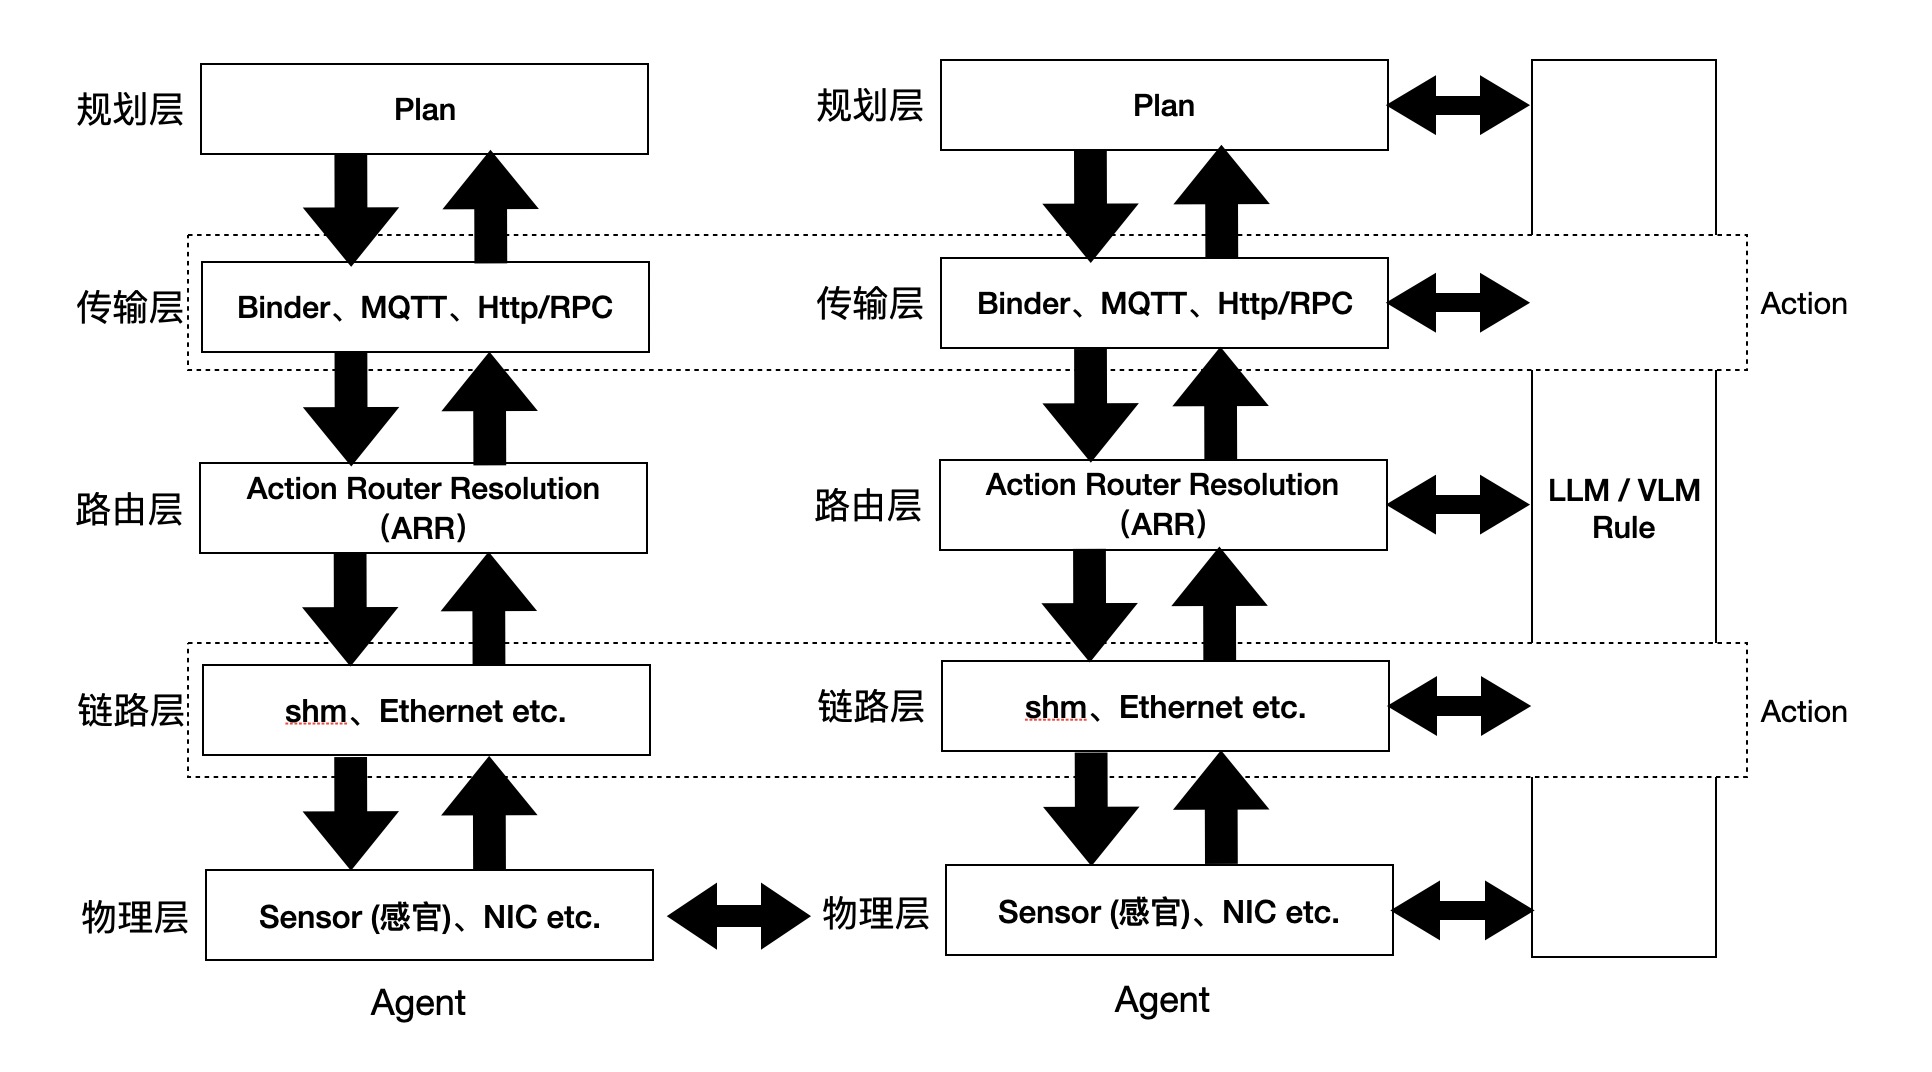 规划层
Plan
规划层
Plan
传输层
Binder、MQTT、Http/RPC
传输层
Binder、MQTT、Http/RPC
Action
路由层
Action Router Resolution
（ARR）
路由层
Action Router Resolution
（ARR）
LLM / VLM
Rule
链路层
shm、Ethernet etc.
链路层
shm、Ethernet etc.
Action
物理层
Sensor (感官)、NIC etc.
物理层
Sensor (感官)、NIC etc.
Agent
Agent